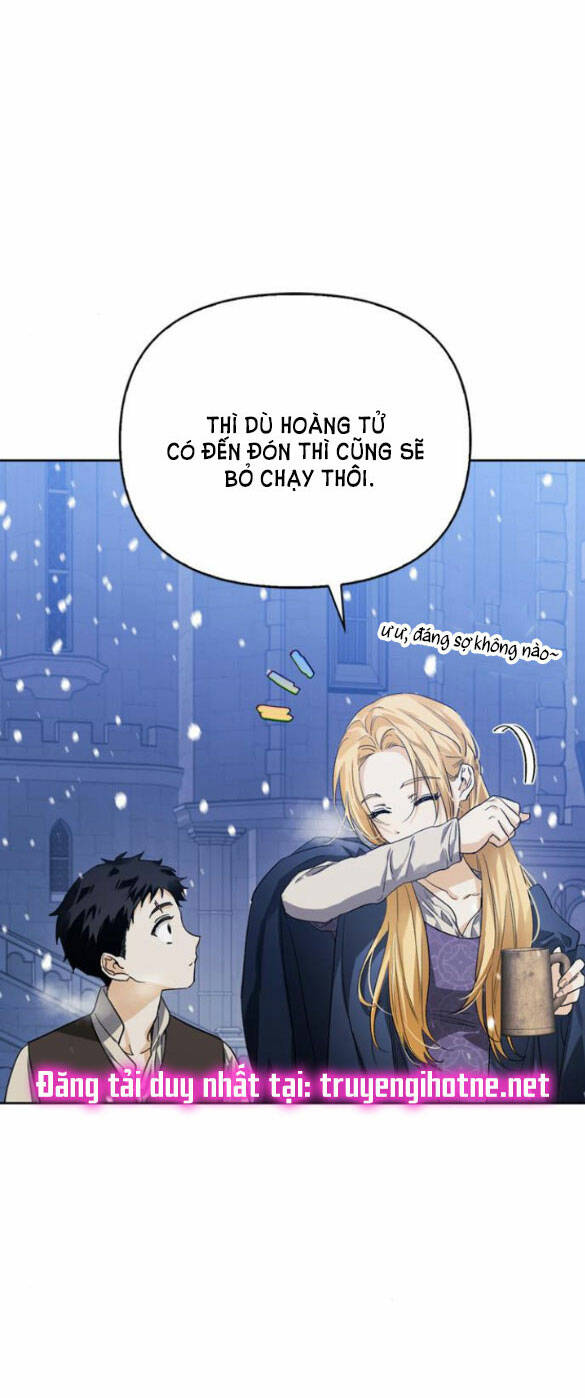 THÌ DÙ HOÀNG TỬ
CÓ ĐẾN ĐÓN THÌ CŨNG SẼ
BỎ CHẠY THÔI.
ư ư, đáng sợ không nào~
Đăng tải duy nhất tại: truyengihotne.net